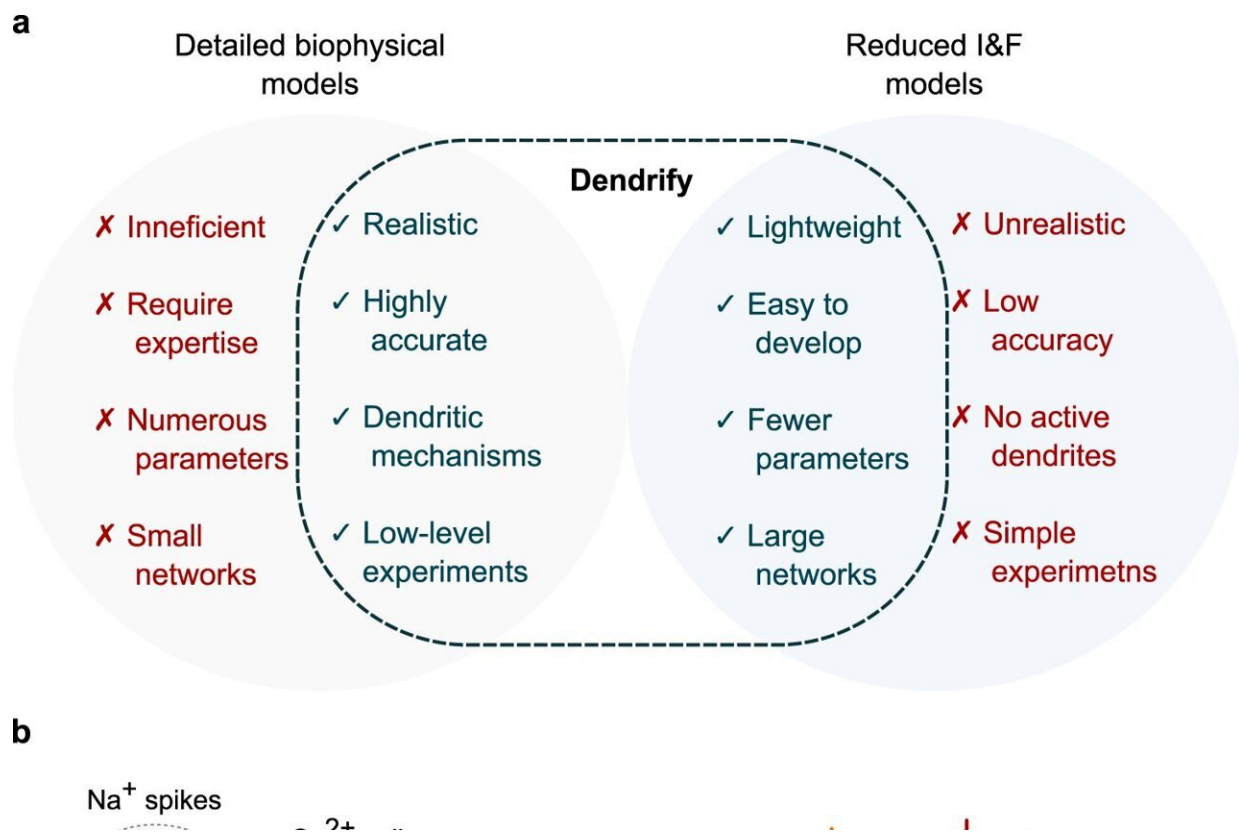 a
Detailed biophysical
models
Reduced I&F
models
Dendrify
✗ Inneficient
✗ Require
expertise
✗ Numerous
parameters
✗ Small
networks
✓ Realistic
✓ Highly
accurate
✓ Dendritic
mechanisms
✓ Low-level
experiments
✓ Lightweight
✓ Easy to
develop
✓ Fewer
parameters
✓ Large
networks
✗ Unrealistic
✗ Low
accuracy
✗ No active
dendrites
✗ Simple
experimetns
b
Na⁺ spikes